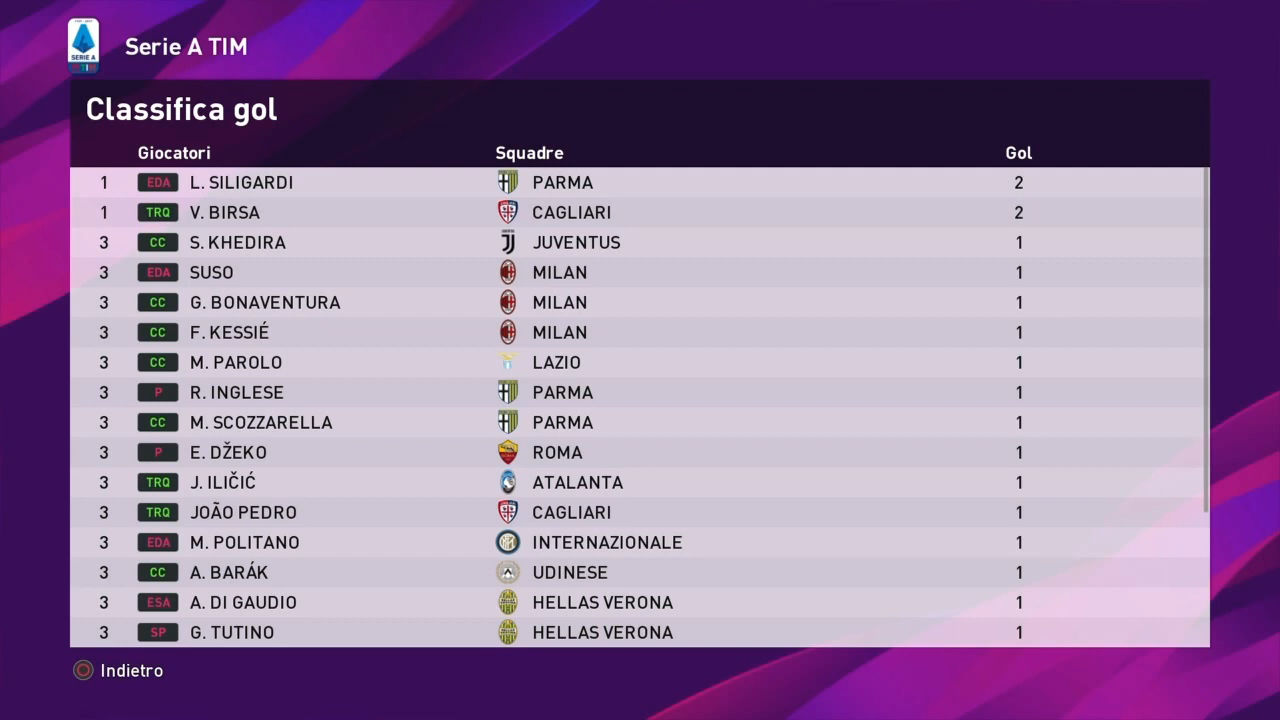 SERIE A
TIM
Serie A TIM
Classifica gol
Giocatori Squadre Gol
1 EDA L. SILIGARDI PARMA 2
1 TRQ V. BIRSA CAGLIARI 2
3 CC S. KHEDIRA JUVENTUS 1
3 EDA SUSO MILAN 1
3 CC G. BONAVENTURA MILAN 1
3 CC F. KESSIÉ MILAN 1
3 CC M. PAROLO LAZIO 1
3 P R. INGLESE PARMA 1
3 CC M. SCOZZARELLA PARMA 1
3 P E. DŽEKO ROMA 1
3 TRQ J. ILIČIĆ ATALANTA 1
3 TRQ JOÃO PEDRO CAGLIARI 1
3 EDA M. POLITANO INTERNAZIONALE 1
3 CC A. BARÁK UDINESE 1
3 ESA A. DI GAUDIO HELLAS VERONA 1
3 SP G. TUTINO HELLAS VERONA 1
Indietro